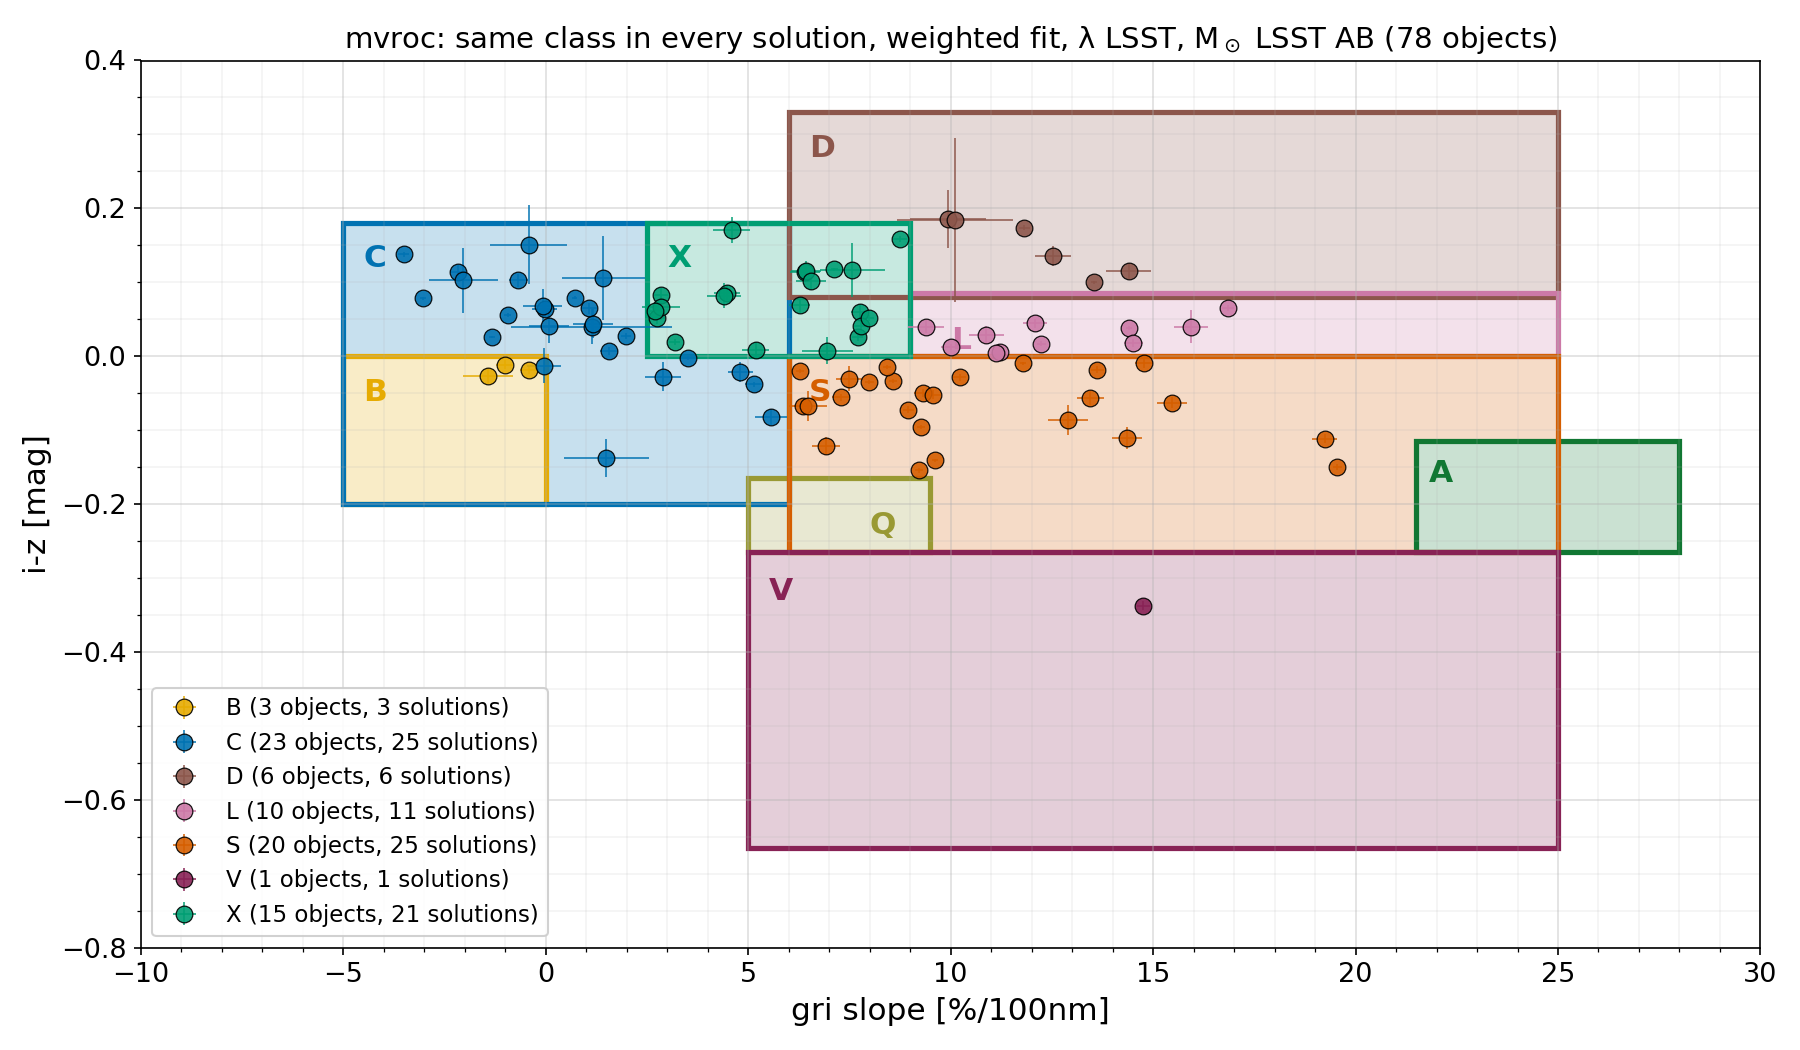 mvroc: same class in every solution, weighted fit, λ LSST, M☉ LSST AB (78 objects)
0.4
0.2
0.0
−0.2
−0.4
−0.6
−0.8
i-z [mag]
D
C
X
L
B
S
A
Q
V
B (3 objects, 3 solutions)
C (23 objects, 25 solutions)
D (6 objects, 6 solutions)
L (10 objects, 11 solutions)
S (20 objects, 25 solutions)
V (1 objects, 1 solutions)
X (15 objects, 21 solutions)
−10 −5 0 5 10 15 20 25 30
gri slope [%/100nm]